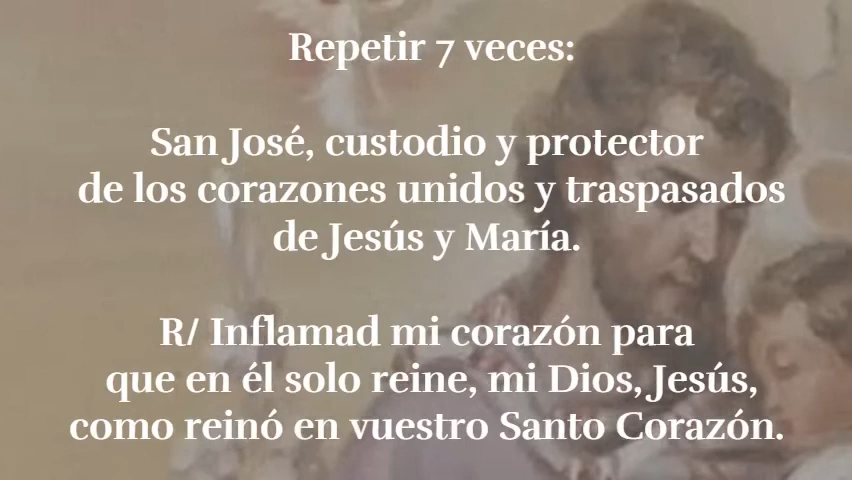 Repetir 7 veces:
San José, custodio y protector
de los corazones unidos y traspasados
de Jesús y María.
R/ Inflamad mi corazón para
que en él solo reine, mi Dios, Jesús,
como reinó en vuestro Santo Corazón.